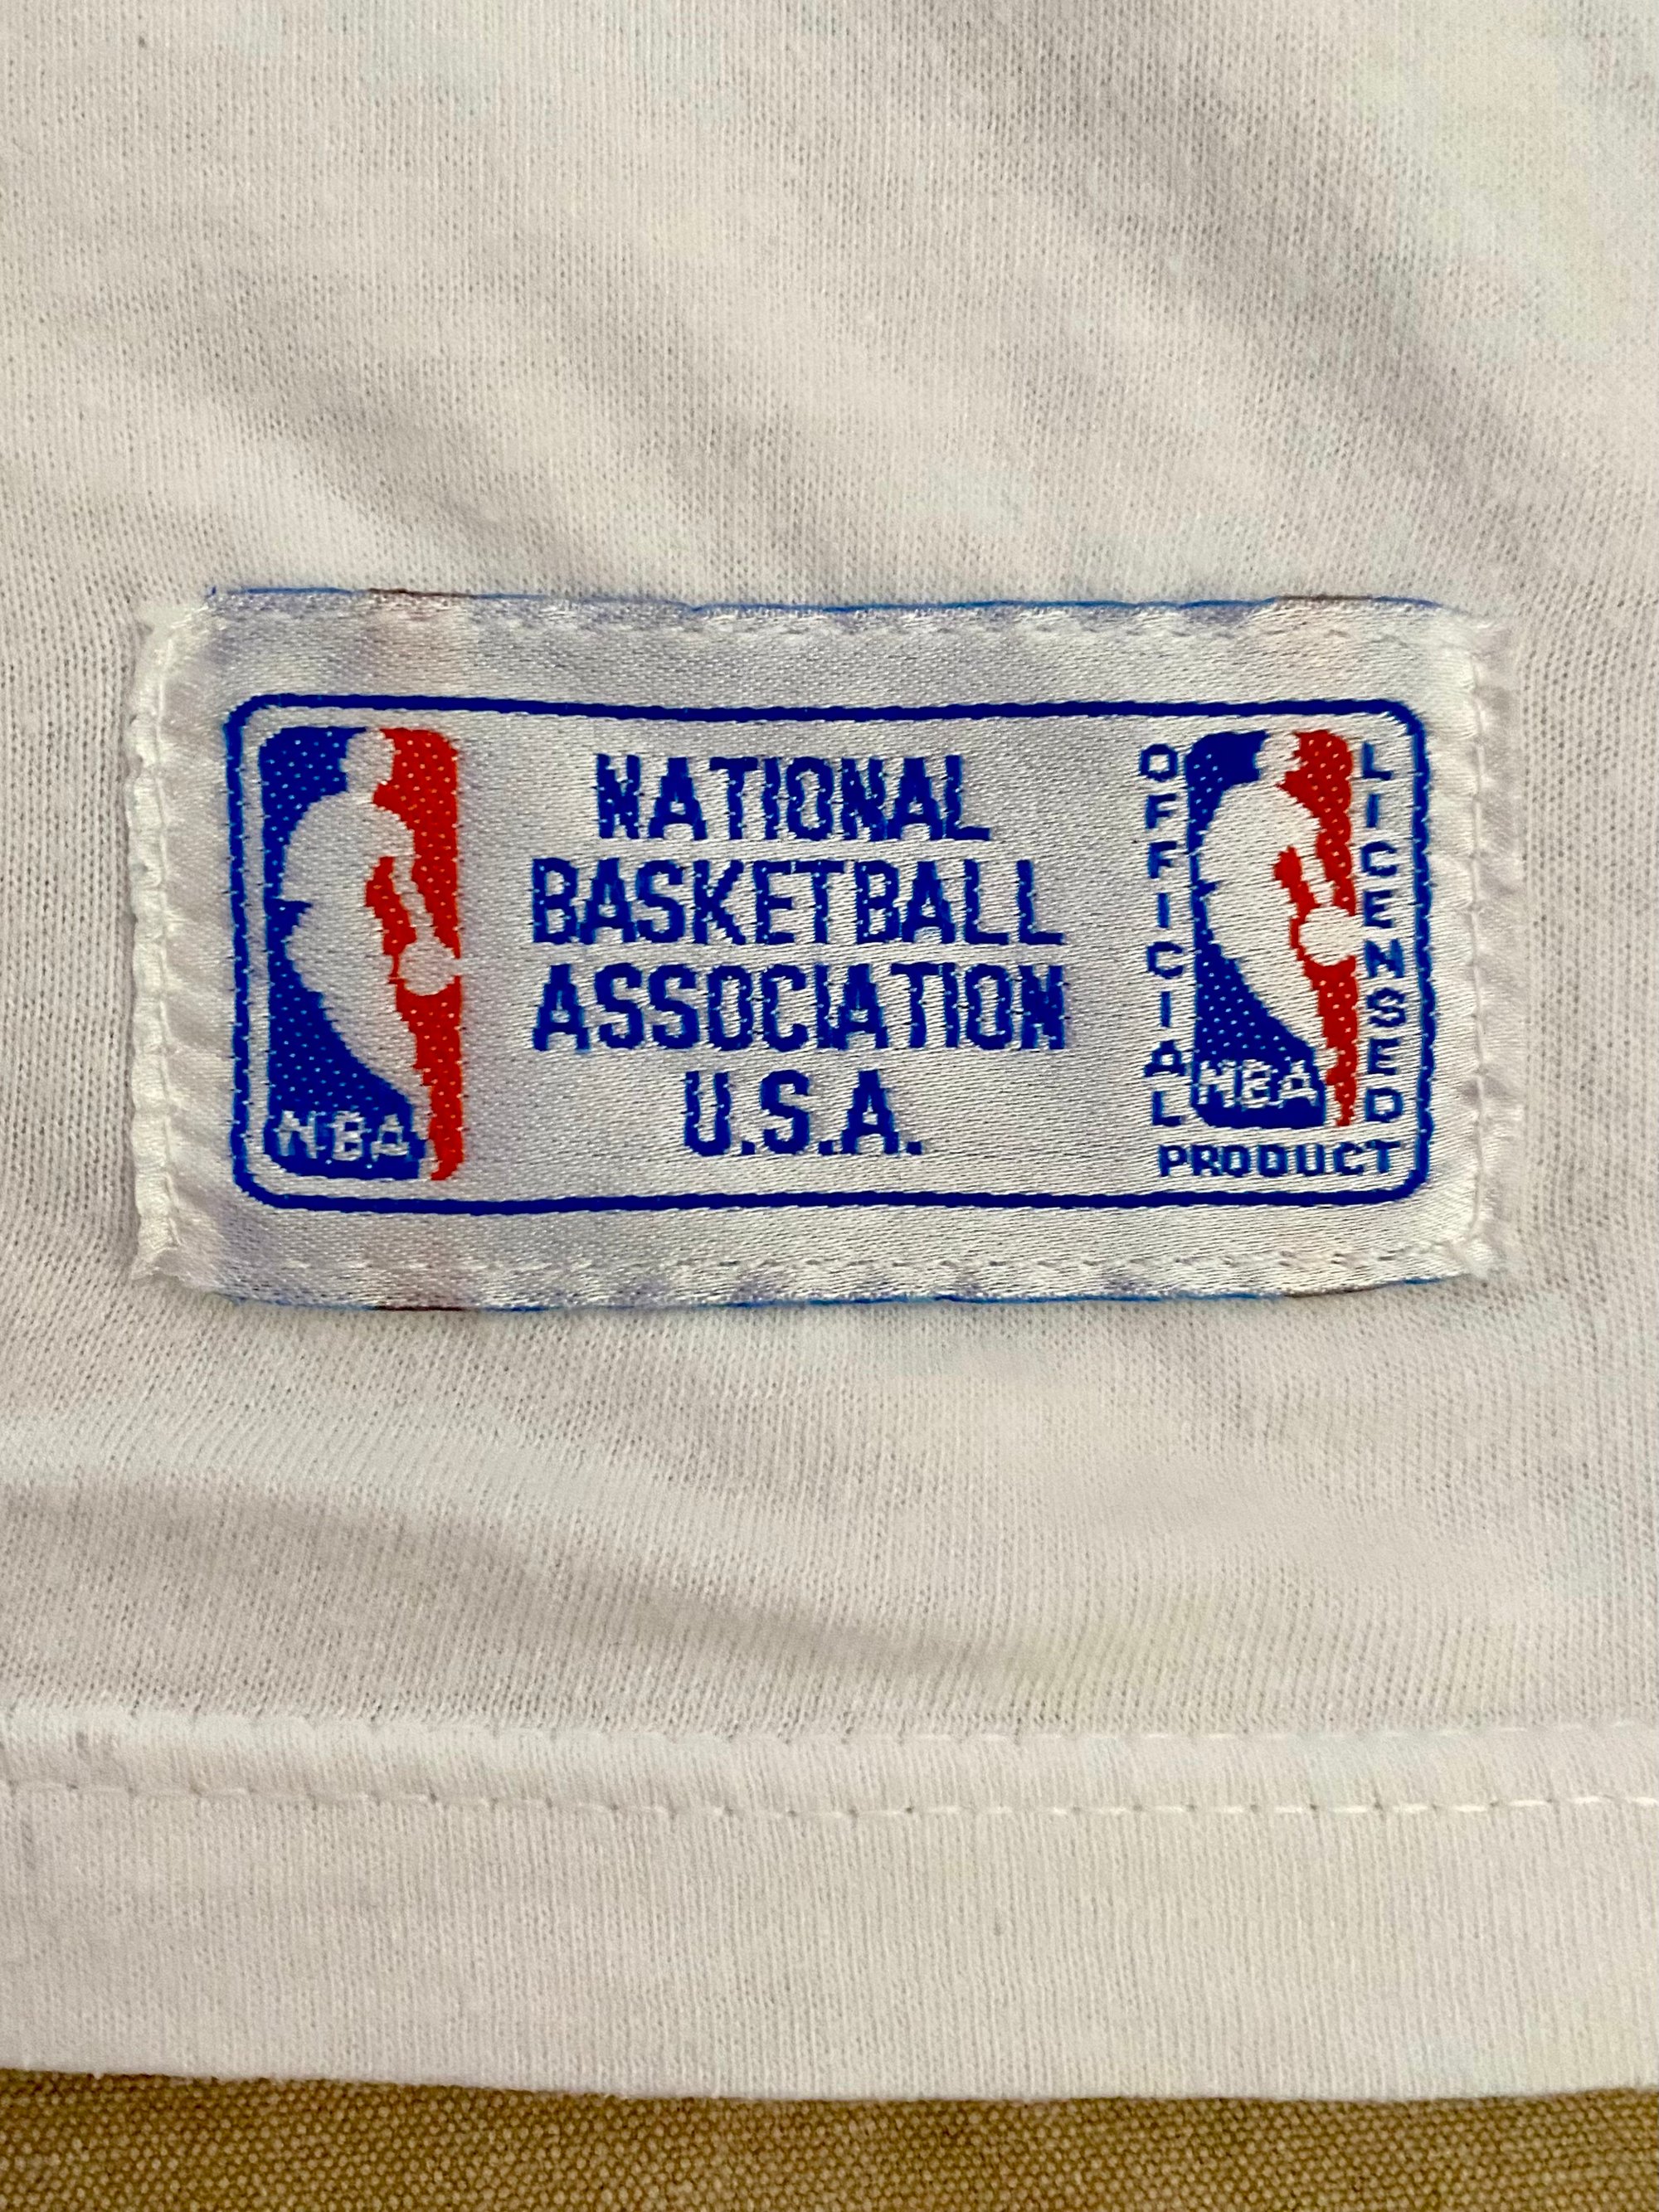 NBA
NATIONAL
BASKETBALL
ASSOCIATION
U.S.A.
OFFICIAL
NBA
LICENSED
PRODUCT